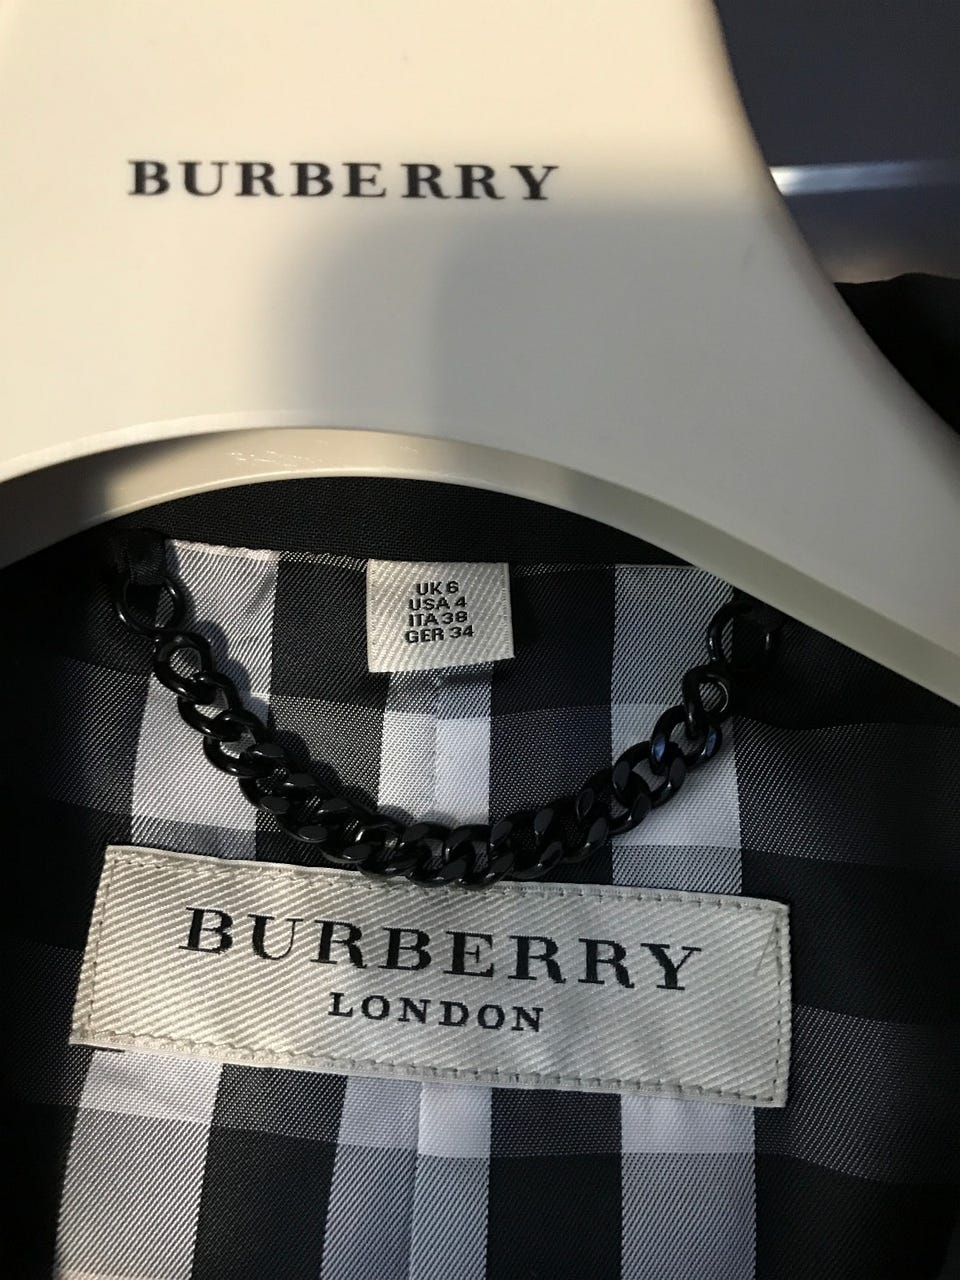 BURBERRY
UK 6
USA 4
ITA 38
GER 34
BURBERRY
LONDON